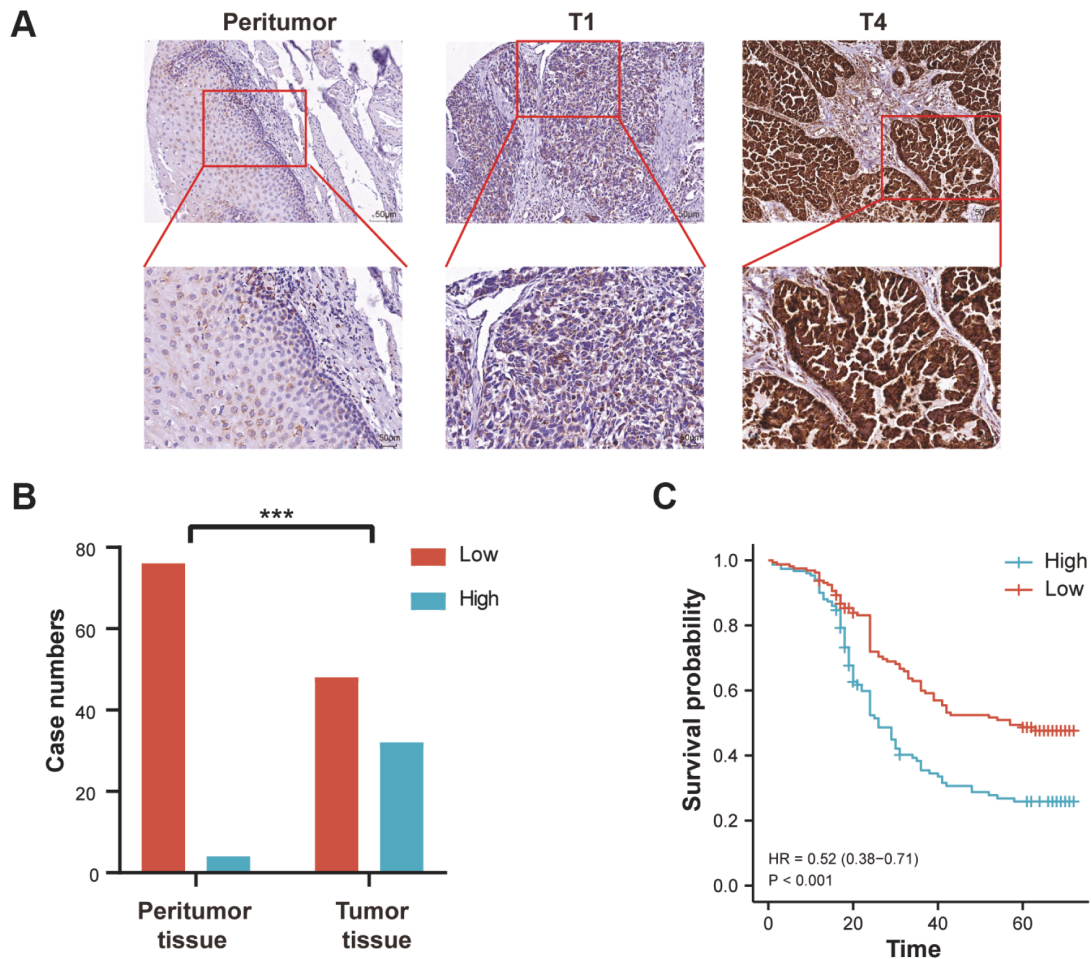 A
Peritumor
T1
T4
50μm
50μm
50μm
50μm
B
***
Low
High
Case numbers
80
60
40
20
0
Peritumor
tissue
Tumor
tissue
C
High
Low
Survival probability
1.0
0.8
0.6
0.4
0.2
0.0
HR = 0.52 (0.38−0.71)
P < 0.001
0
20
40
60
Time